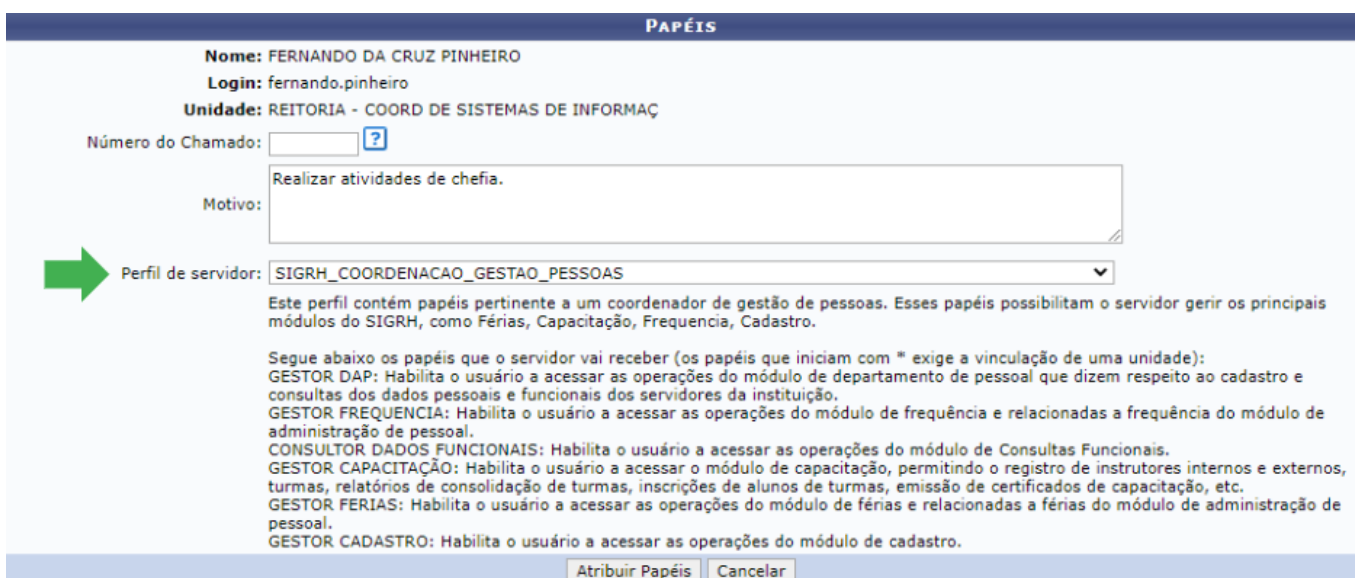 PAPÉIS
Nome: FERNANDO DA CRUZ PINHEIRO
Login: fernando.pinheiro
Unidade: REITORIA - COORD DE SISTEMAS DE INFORMAÇ
Número do Chamado: ?
Realizar atividades de chefia.
Motivo:
Perfil de servidor: SIGRH_COORDENACAO_GESTAO_PESSOAS
Este perfil contém papéis pertinente a um coordenador de gestão de pessoas. Esses papéis possibilitam o servidor gerir os principais
módulos do SIGRH, como Férias, Capacitação, Frequencia, Cadastro.
Segue abaixo os papéis que o servidor vai receber (os papéis que iniciam com * exige a vinculação de uma unidade):
GESTOR DAP: Habilita o usuário a acessar as operações do módulo de departamento de pessoal que dizem respeito ao cadastro e
consultas dos dados pessoais e funcionais dos servidores da instituição.
GESTOR FREQUENCIA: Habilita o usuário a acessar as operações do módulo de frequência e relacionadas a frequência do módulo de
administração de pessoal.
CONSULTOR DADOS FUNCIONAIS: Habilita o usuário a acessar as operações do módulo de Consultas Funcionais.
GESTOR CAPACITAÇÃO: Habilita o usuário a acessar o módulo de capacitação, permitindo o registro de instrutores internos e externos,
turmas, relatórios de consolidação de turmas, inscrições de alunos de turmas, emissão de certificados de capacitação, etc.
GESTOR FERIAS: Habilita o usuário a acessar as operações do módulo de férias e relacionadas a férias do módulo de administração de
pessoal.
GESTOR CADASTRO: Habilita o usuário a acessar as operações do módulo de cadastro.
Atribuir Papéis Cancelar